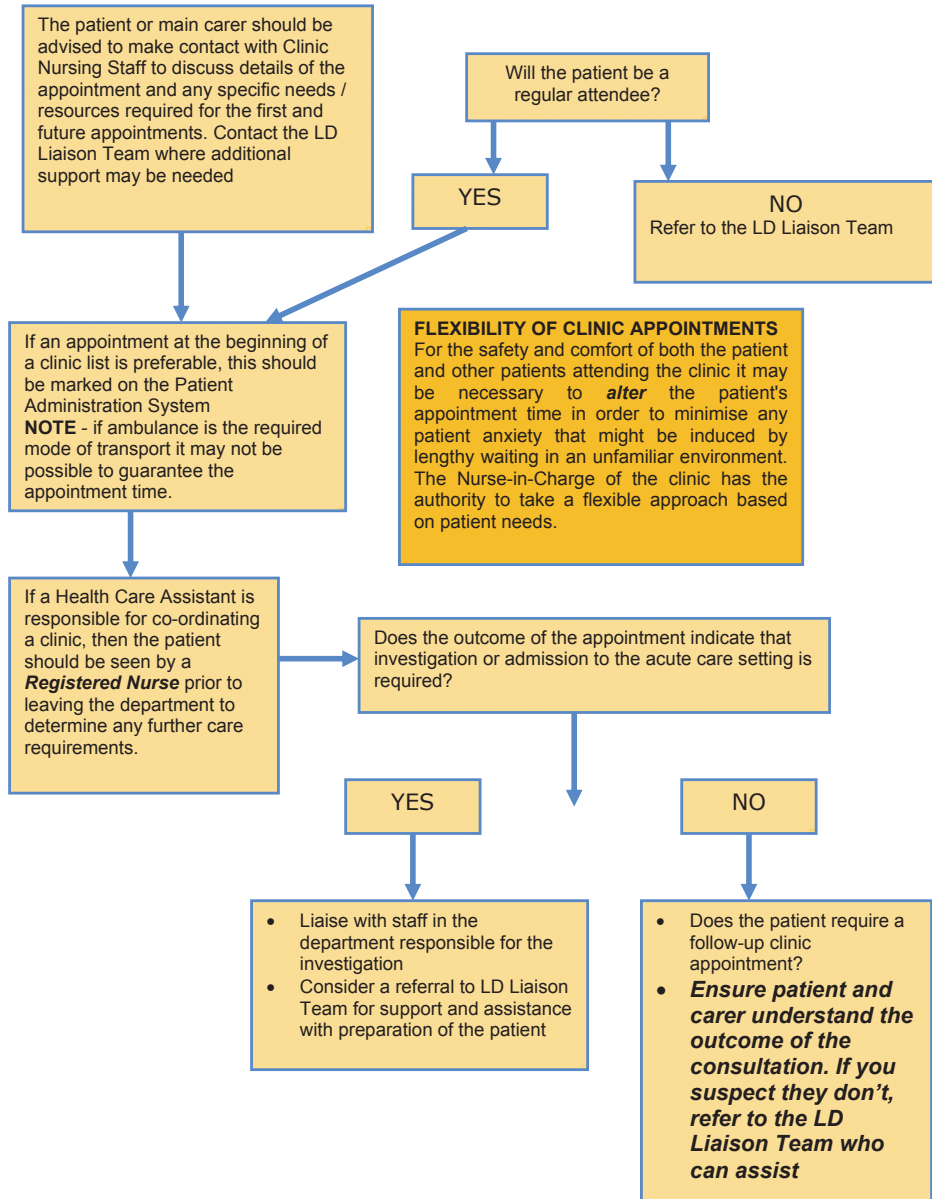 The patient or main carer should be
advised to make contact with Clinic
Nursing Staff to discuss details of the
appointment and any specific needs /
resources required for the first and
future appointments. Contact the LD
Liaison Team where additional
support may be needed
Will the patient be a
regular attendee?
YES
NO
Refer to the LD Liaison Team
If an appointment at the beginning of
a clinic list is preferable, this should
be marked on the Patient
Administration System
NOTE - if ambulance is the required
mode of transport it may not be
possible to guarantee the
appointment time.
FLEXIBILITY OF CLINIC APPOINTMENTS
For the safety and comfort of both the patient
and other patients attending the clinic it may
be necessary to alter the patient's
appointment time in order to minimise any
patient anxiety that might be induced by
lengthy waiting in an unfamiliar environment.
The Nurse-in-Charge of the clinic has the
authority to take a flexible approach based
on patient needs.
If a Health Care Assistant is
responsible for co-ordinating
a clinic, then the patient
should be seen by a
Registered Nurse prior to
leaving the department to
determine any further care
requirements.
Does the outcome of the appointment indicate that
investigation or admission to the acute care setting is
required?
YES
NO
• Liaise with staff in the
department responsible for the
investigation
• Consider a referral to LD Liaison
Team for support and assistance
with preparation of the patient
• Does the patient require a
follow-up clinic
appointment?
• Ensure patient and
carer understand the
outcome of the
consultation. If you
suspect they don't,
refer to the LD
Liaison Team who
can assist